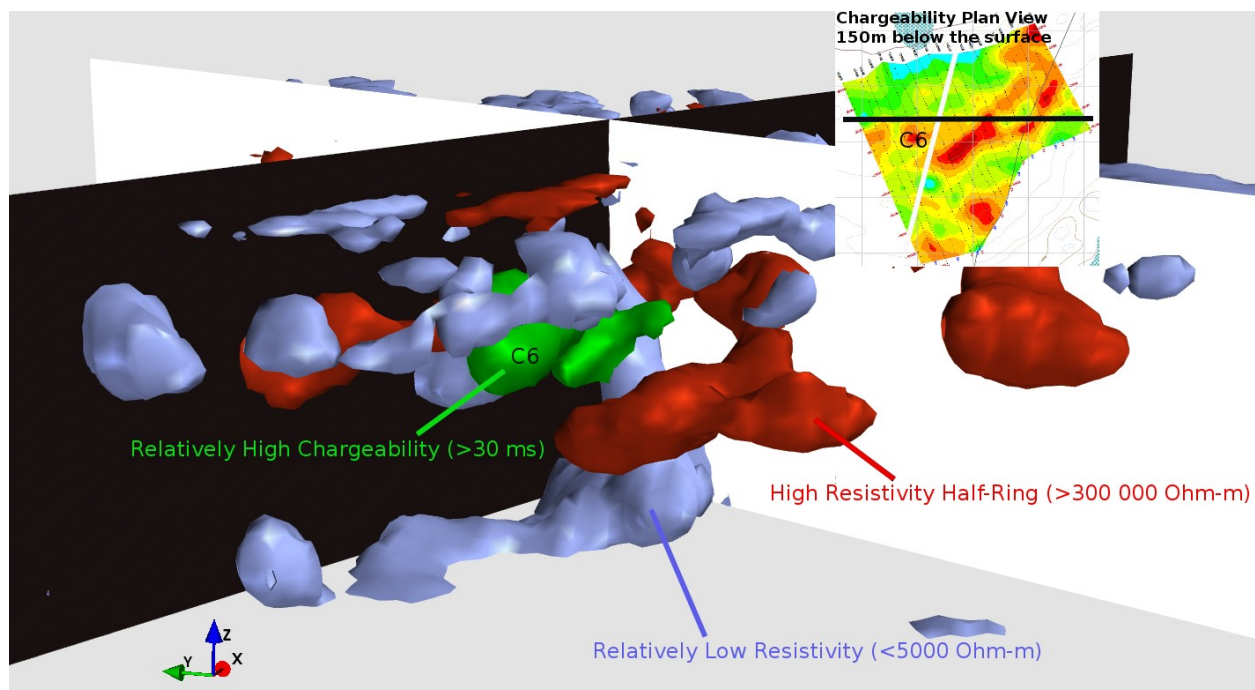 Chargeability Plan View
150m below the surface
C6
C6
Relatively High Chargeability (>30 ms)
High Resistivity Half-Ring (>300 000 Ohm-m)
Relatively Low Resistivity (<5000 Ohm-m)
Z
Y
X